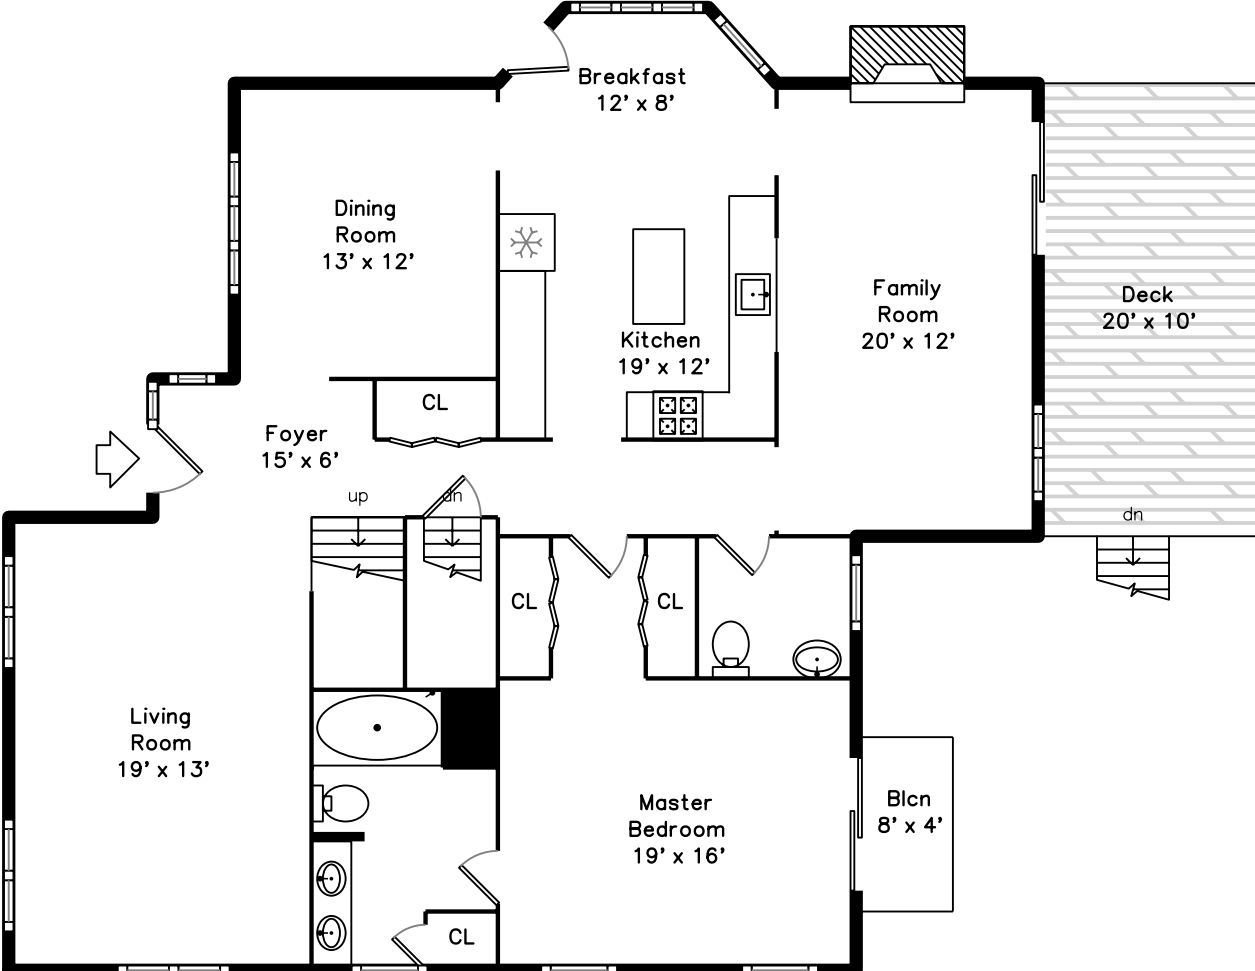 Breakfast
12' x 8'
Dining
Room
13' x 12'
Family
Room
20' x 12'
Deck
20' x 10'
Kitchen
19' x 12'
CL
Foyer
15' x 6'
up
dn
dn
CL
CL
Living
Room
19' x 13'
Master
Bedroom
19' x 16'
Blcn
8' x 4'
CL